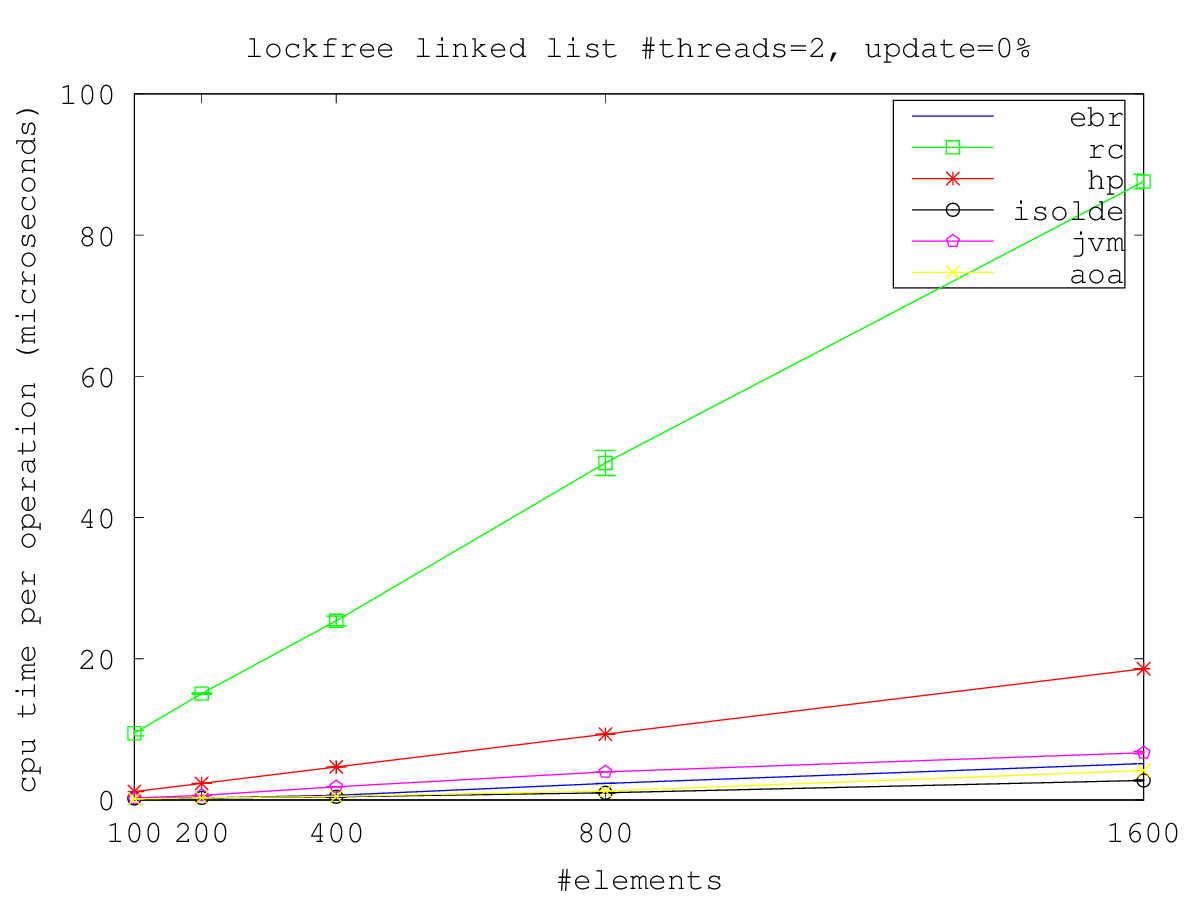 lockfree linked list #threads=2, update=0%
cpu time per operation (microseconds)
100
80
60
40
20
0
ebr
rc
hp
isolde
jvm
aoa
100 200 400 800 1600
#elements